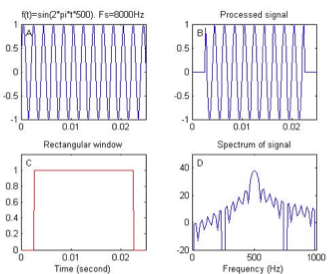 f(t)=sin(2*pi*t*500). Fs=8000Hz
Processed signal
1
0.5
0
-0.5
-1
A
0 0.01 0.02
1
0.5
0
-0.5
-1
B
0 0.01 0.02
Rectangular window
Spectrum of signal
1
0.8
0.6
0.4
0.2
0
C
0 0.01 0.02
Time (second)
40
20
0
-20
D
0 500 1000
Frequency (Hz)